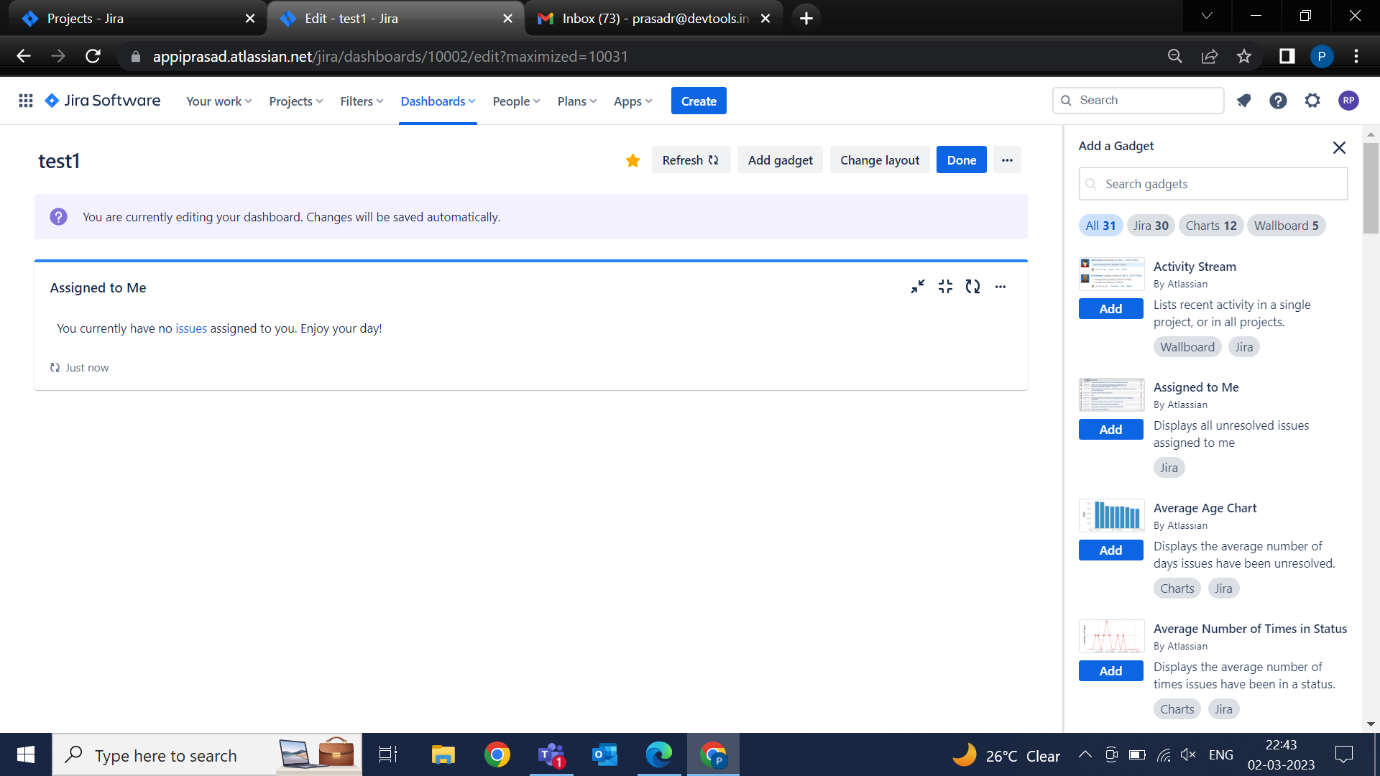 Projects - Jira
Edit - test1 - Jira
Inbox (73) - prasadr@devtools.in
appiprasad.atlassian.net/jira/dashboards/10002/edit?maximized=10031
P
Jira Software
Your work
Projects
Filters
Dashboards
People
Plans
Apps
Create
Search
RP
test1
Refresh
Add gadget
Change layout
Done
You are currently editing your dashboard. Changes will be saved automatically.
Assigned to Me
You currently have no issues assigned to you. Enjoy your day!
Just now
Add a Gadget
Search gadgets
All 31
Jira 30
Charts 12
Wallboard 5
Activity Stream
By Atlassian
Add
Lists recent activity in a single
project, or in all projects.
Wallboard
Jira
Assigned to Me
By Atlassian
Add
Displays all unresolved issues
assigned to me
Jira
Average Age Chart
By Atlassian
Add
Displays the average number of
days issues have been unresolved.
Charts
Jira
Average Number of Times in Status
By Atlassian
Add
Displays the average number of
times issues have been in a status.
Charts
Jira
Type here to search
1
P
26°C Clear
ENG
22:43
02-03-2023